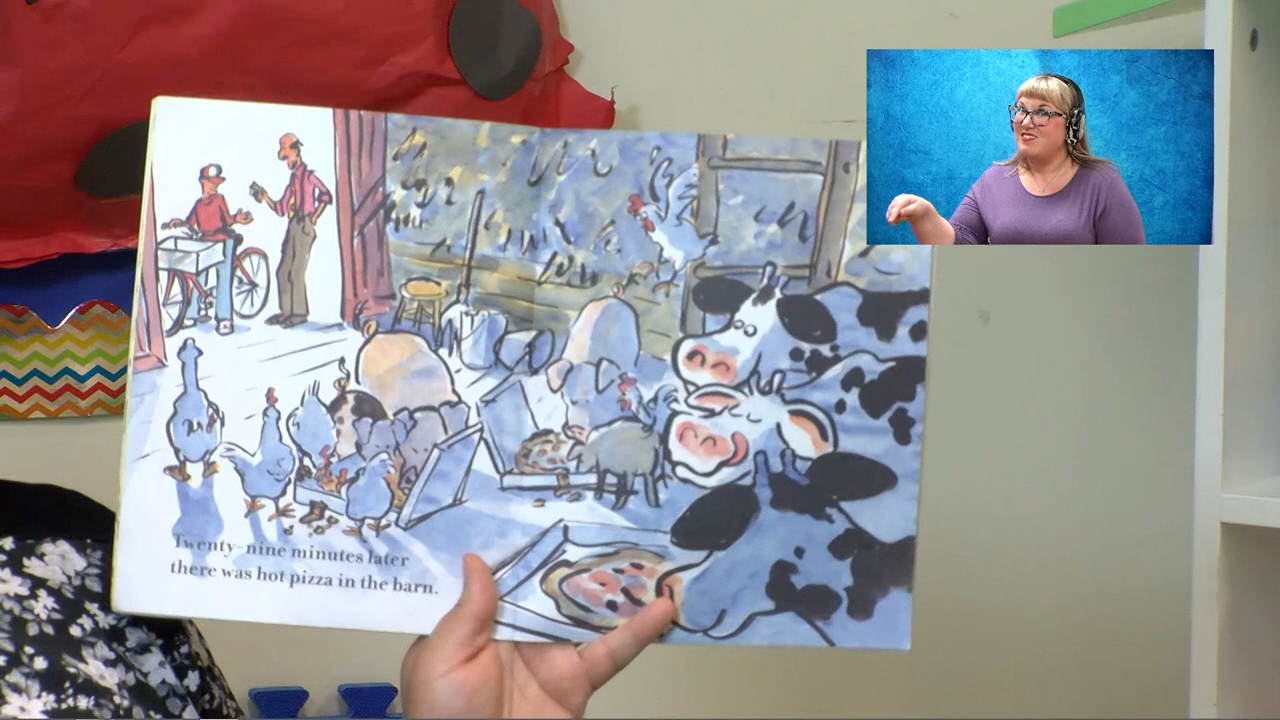 Twenty-nine minutes later
there was hot pizza in the barn.